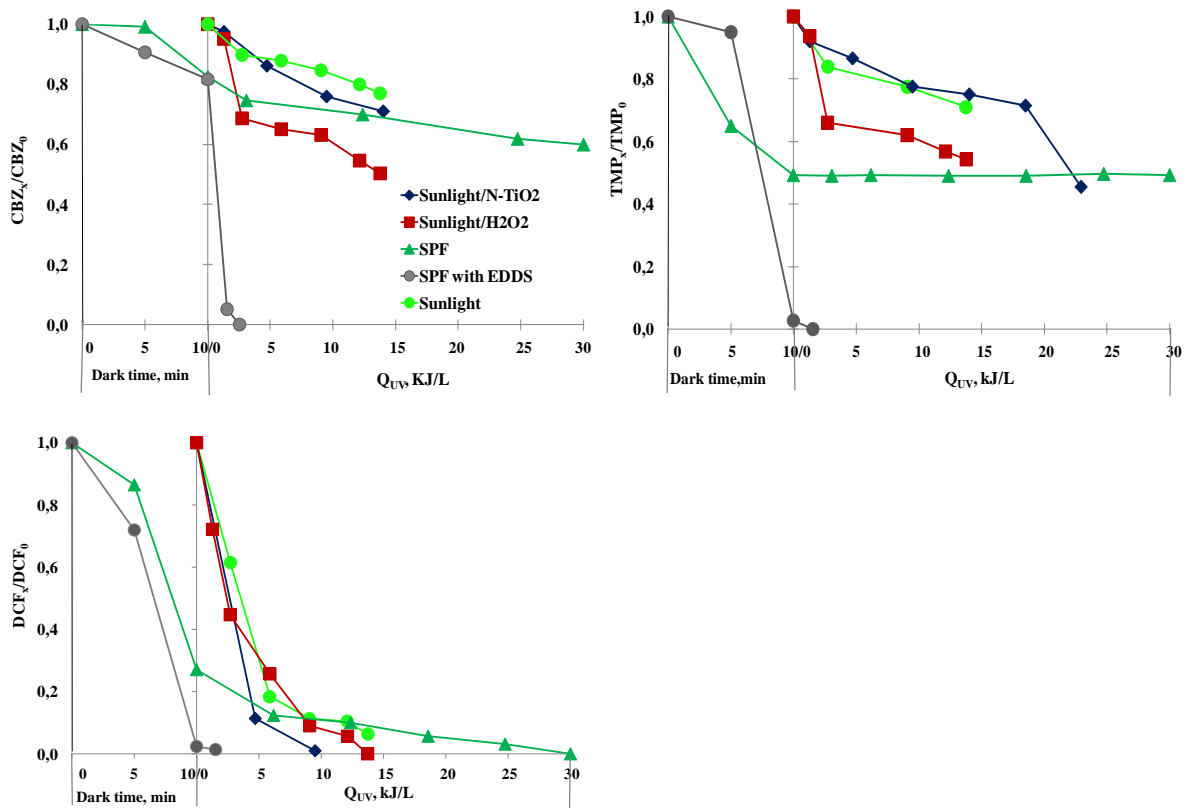 1,0
0,8
0,6
0,4
0,2
0,0
CBZx/CBZ0
Sunlight/N-TiO2
Sunlight/H2O2
SPF
SPF with EDDS
Sunlight
0 5 10/0 5 10 15 20 25 30
Dark time, min
QUV, KJ/L
1,0
0,8
0,6
0,4
0,2
0,0
TMPx/TMP0
0 5 10/0 5 10 15 20 25 30
Dark time,min
QUV, kJ/L
1,0
0,8
0,6
0,4
0,2
0,0
DCFx/DCF0
0 5 10/0 5 10 15 20 25 30
Dark time, min
QUV, kJ/L